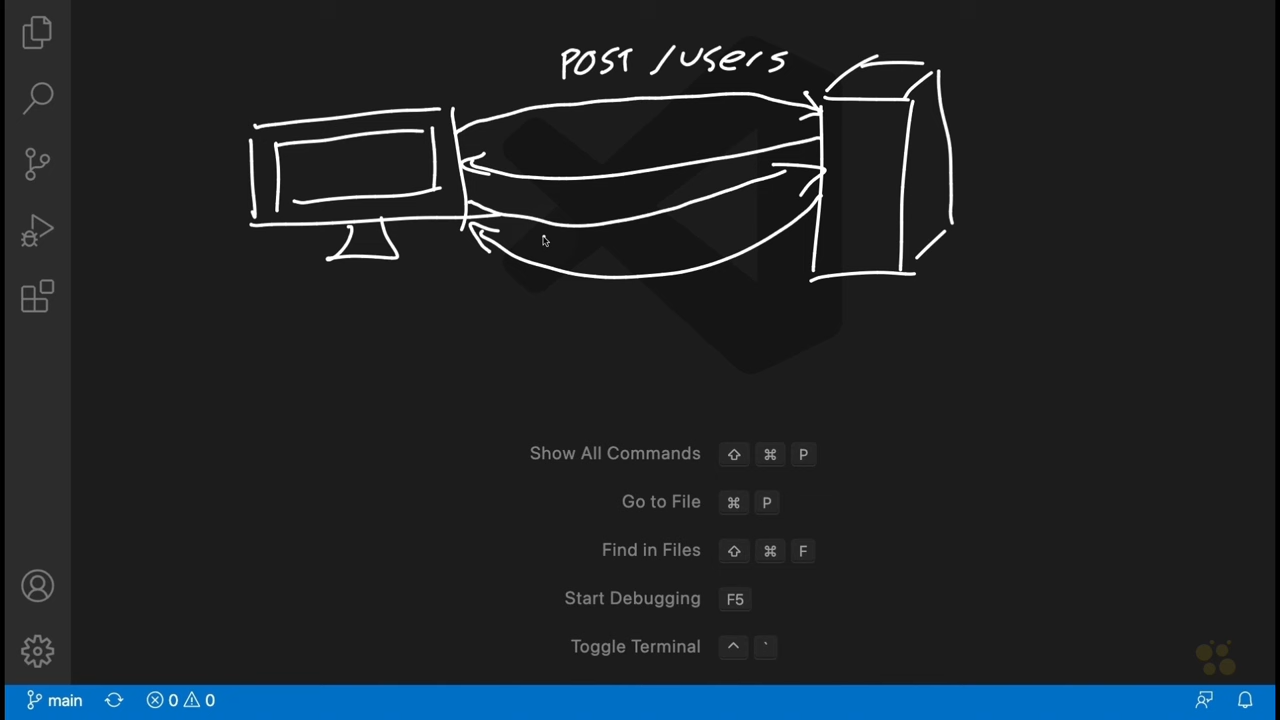 POST /users
Show All Commands ⇧ ⌘ P
Go to File ⌘ P
Find in Files ⇧ ⌘ F
Start Debugging F5
Toggle Terminal ^ `
main 0 0